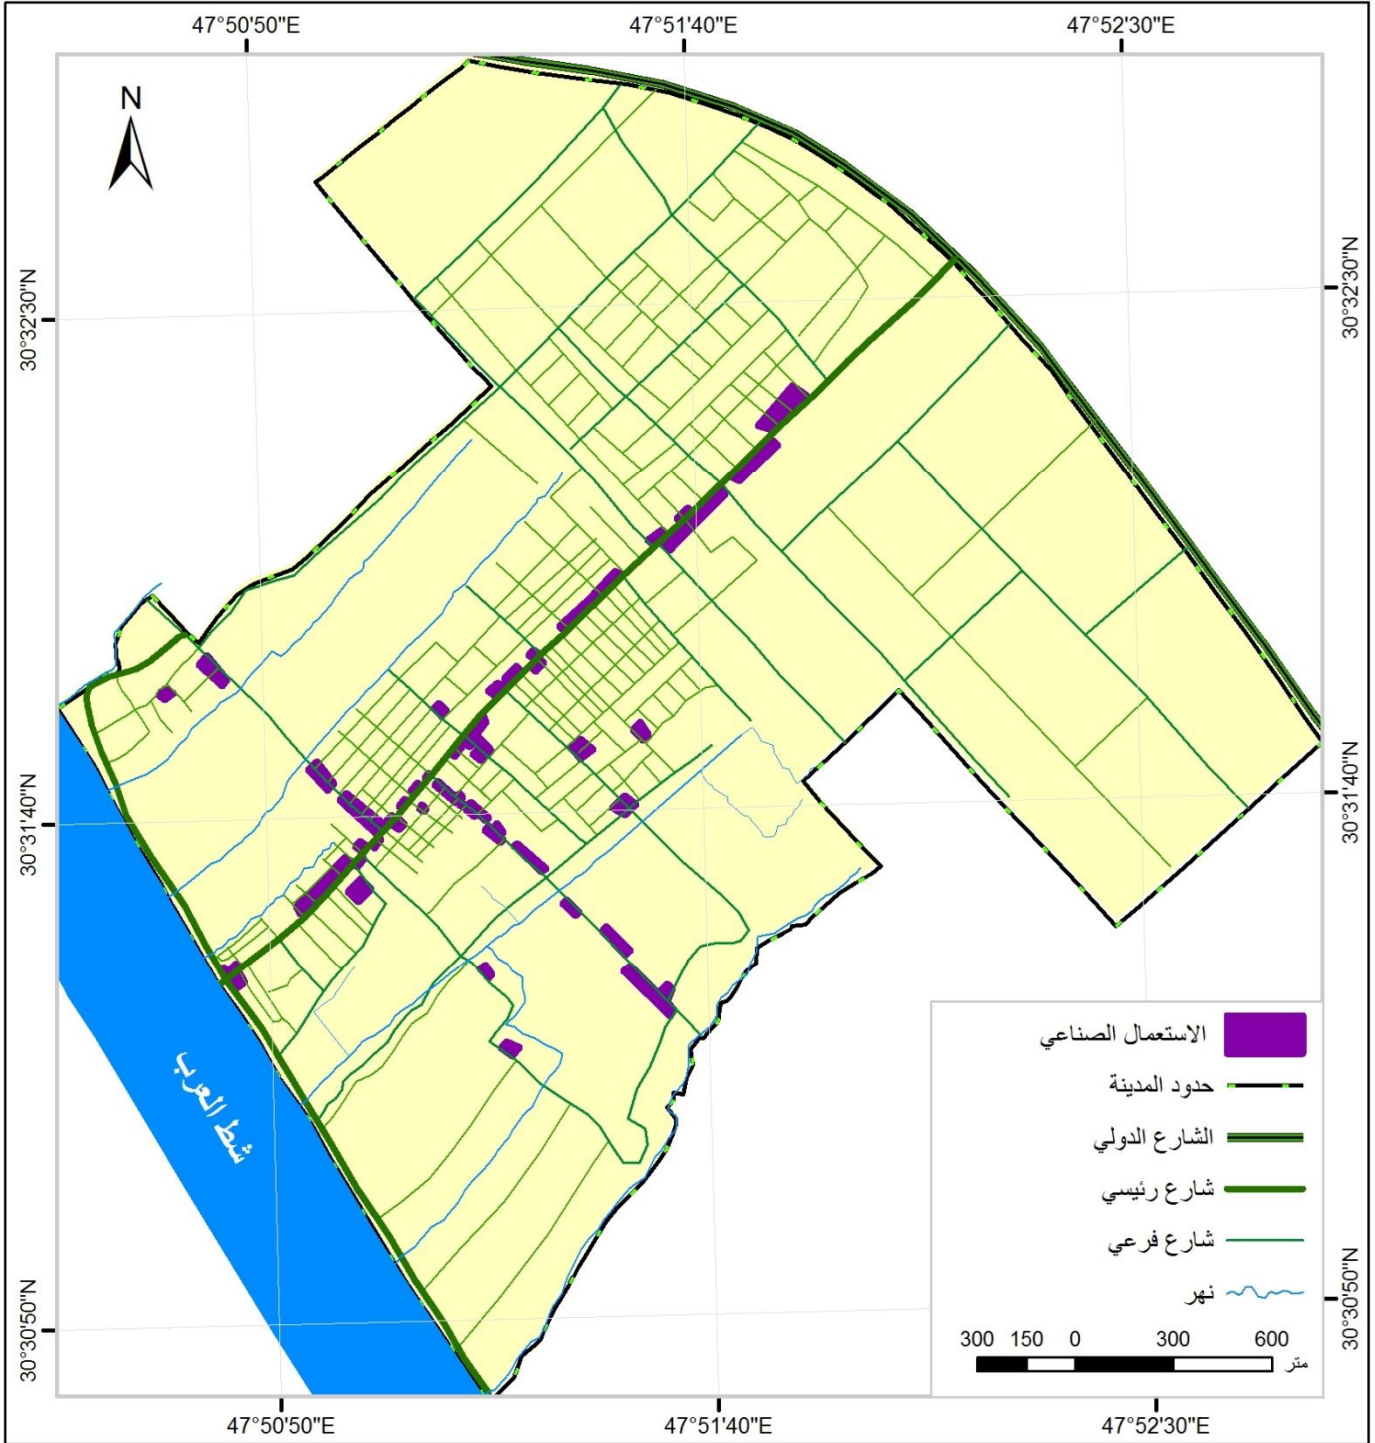 47°50'50"E
47°51'40"E
47°52'30"E
N
30°32'30"N
30°32'30"N
30°31'40"N
30°31'40"N
30°30'50"N
30°30'50"N
شط العرب
الاستعمال الصناعي
حدود المدينة
الشارع الدولي
شارع رئيسي
شارع فرعي
نهر
300 150 0 300 600
متر
47°50'50"E
47°51'40"E
47°52'30"E